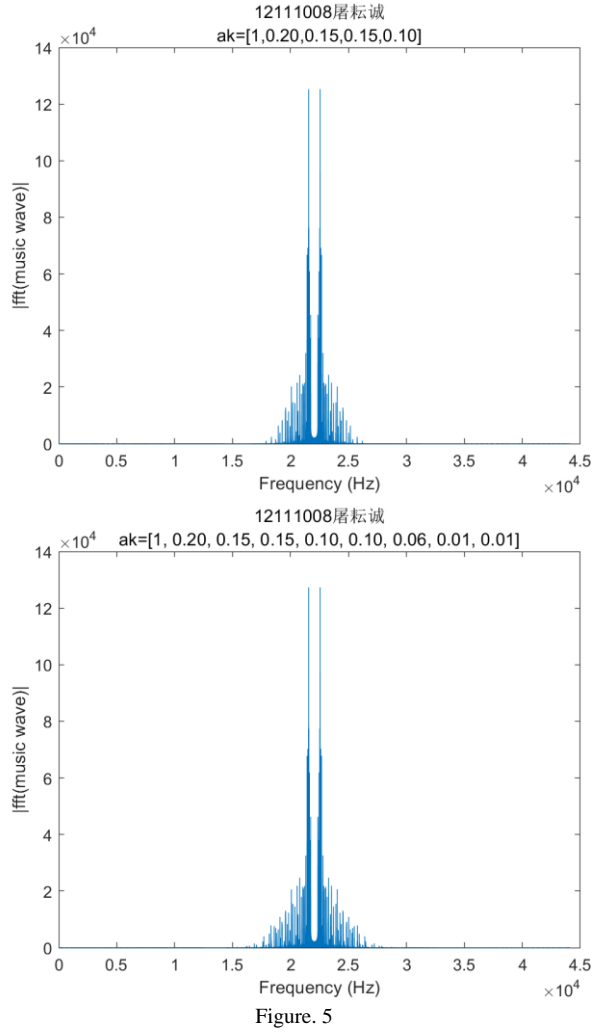 12111008屠耘诚
ak=[1,0.20,0.15,0.15,0.10]
×10⁴
14
12
10
8
6
4
2
0
|fft(music wave)|
0 0.5 1 1.5 2 2.5 3 3.5 4 4.5
Frequency (Hz)
×10⁴
12111008屠耘诚
ak=[1, 0.20, 0.15, 0.15, 0.10, 0.10, 0.06, 0.01, 0.01]
×10⁴
14
12
10
8
6
4
2
0
|fft(music wave)|
0 0.5 1 1.5 2 2.5 3 3.5 4 4.5
Frequency (Hz)
×10⁴
Figure. 5